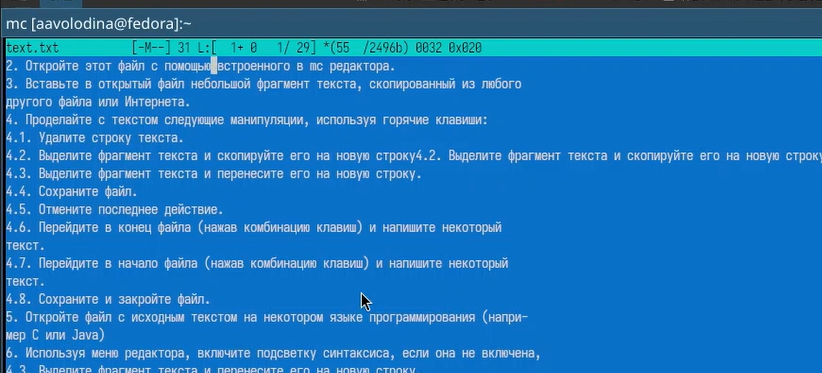 mc [aavolodina@fedora]:~
text.txt [-M--] 31 L:[ 1+ 0 1/ 29] *(55 /2496b) 0032 0x020
2. Откройте этот файл с помощью встроенного в mc редактора.
3. Вставьте в открытый файл небольшой фрагмент текста, скопированный из любого
другого файла или Интернета.
4. Проделайте с текстом следующие манипуляции, используя горячие клавиши:
4.1. Удалите строку текста.
4.2. Выделите фрагмент текста и скопируйте его на новую строку4.2. Выделите фрагмент текста и скопируйте его на новую строку
4.3. Выделите фрагмент текста и перенесите его на новую строку.
4.4. Сохраните файл.
4.5. Отмените последнее действие.
4.6. Перейдите в конец файла (нажав комбинацию клавиш) и напишите некоторый
текст.
4.7. Перейдите в начало файла (нажав комбинацию клавиш) и напишите некоторый
текст.
4.8. Сохраните и закройте файл.
5. Откройте файл с исходным текстом на некотором языке программирования (напри-
мер C или Java)
6. Используя меню редактора, включите подсветку синтаксиса, если она не включена,
4.3. Выделите фрагмент текста и перенесите его на новую строку.